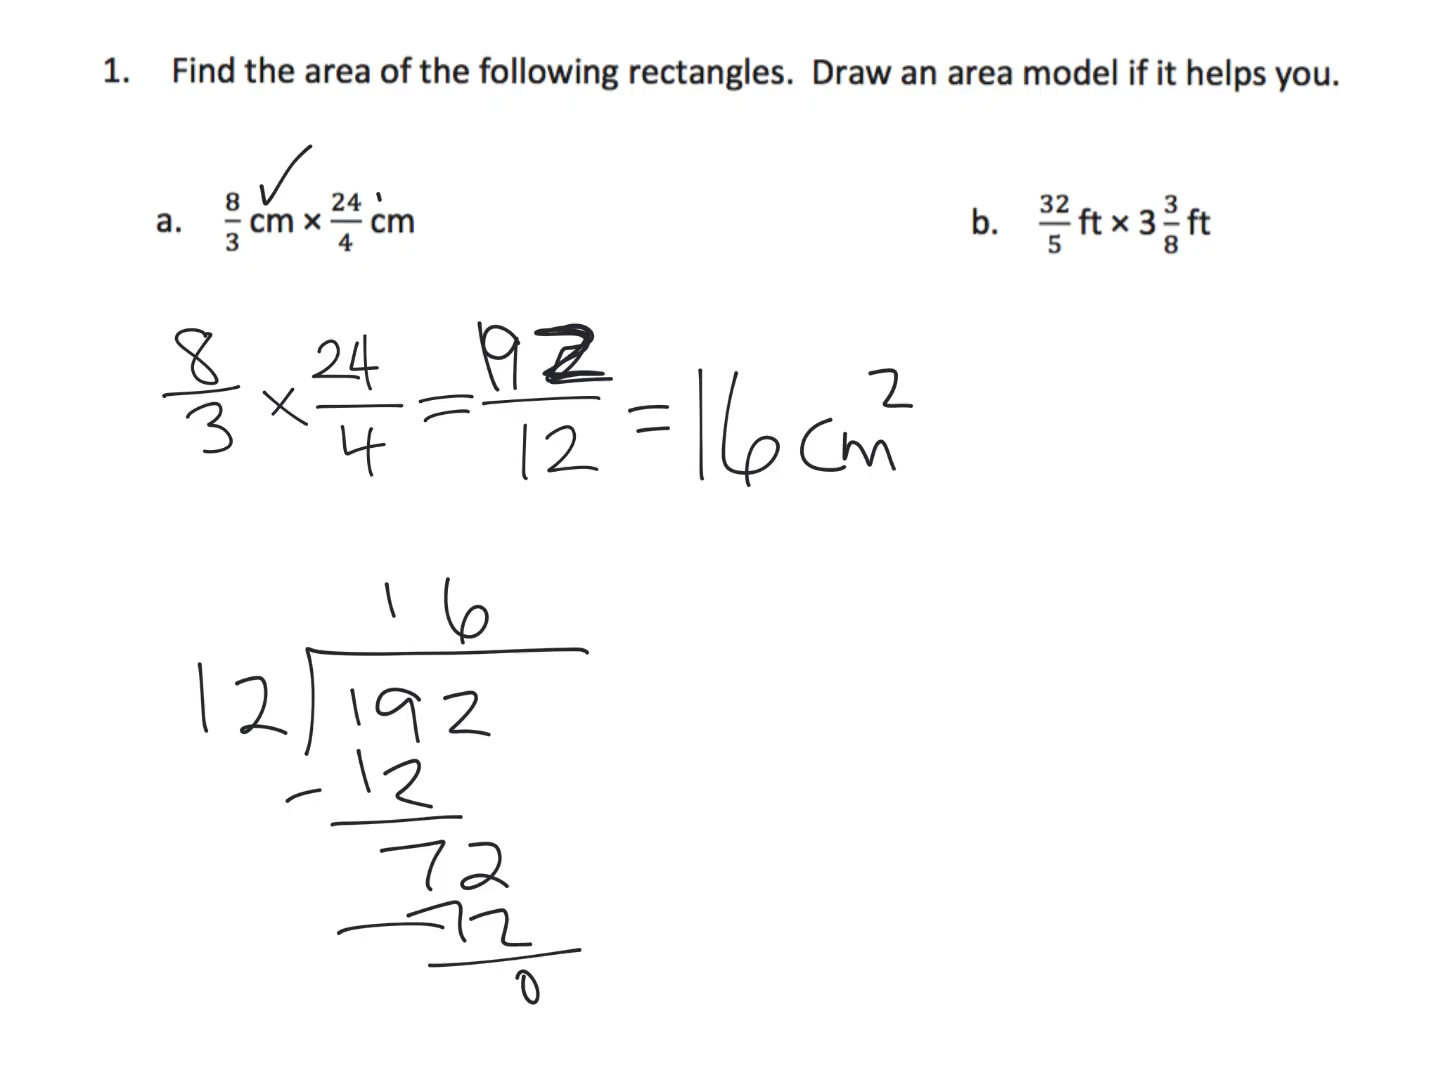 1. Find the area of the following rectangles. Draw an area model if it helps you.
a. 8/3 cm × 24/4 cm
b. 32/5 ft × 3 3/8 ft
8/3 × 24/4 = 192/12 = 16 cm²
16
12 192
- 12
72
- 72
0